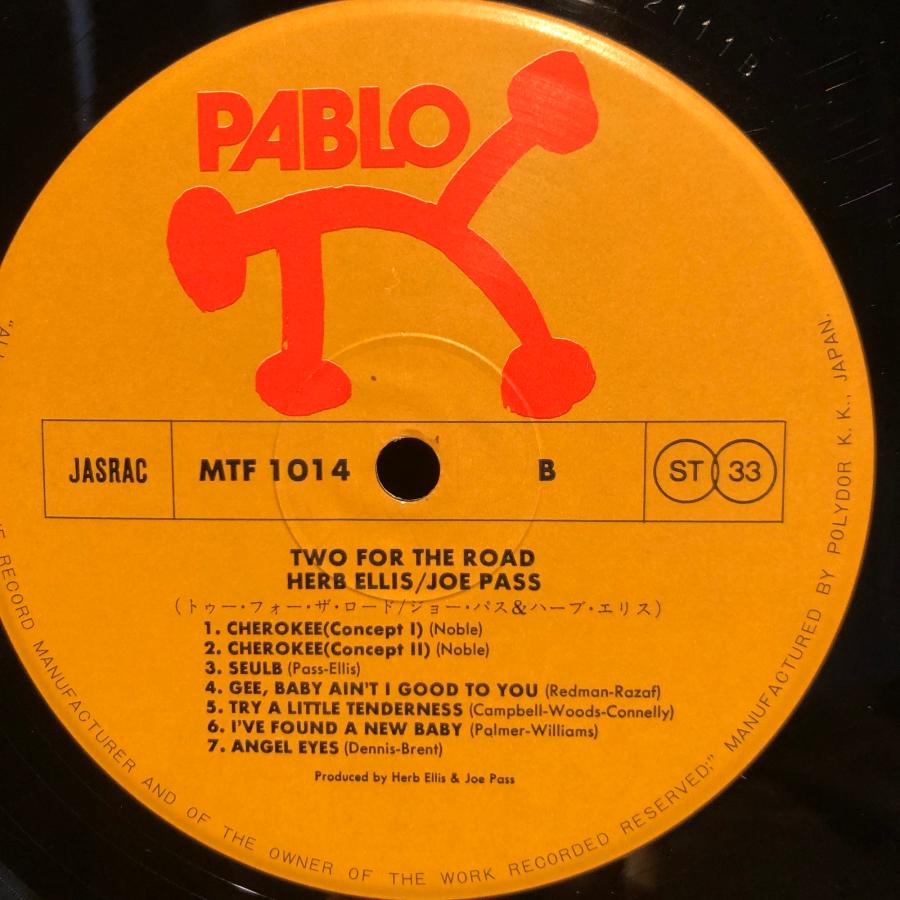 2111B
PABLO
JASRAC
MTF 1014
B
ST 33
TWO FOR THE ROAD
HERB ELLIS/JOE PASS
(トゥー・フォー・ザ・ロード/ジョー・パス&ハーブ・エリス)
1. CHEROKEE(Concept I) (Noble)
2. CHEROKEE(Concept II) (Noble)
3. SEULB (Pass-Ellis)
4. GEE, BABY AIN'T I GOOD TO YOU (Redman-Razaf)
5. TRY A LITTLE TENDERNESS (Campbell-Woods-Connelly)
6. I'VE FOUND A NEW BABY (Palmer-Williams)
7. ANGEL EYES (Dennis-Brent)
Produced by Herb Ellis & Joe Pass
RECORD MANUFACTURER AND OF THE OWNER OF THE WORK RECORDED RESERVED;" MANUFACTURED BY POLYDOR K. K., JAPAN.